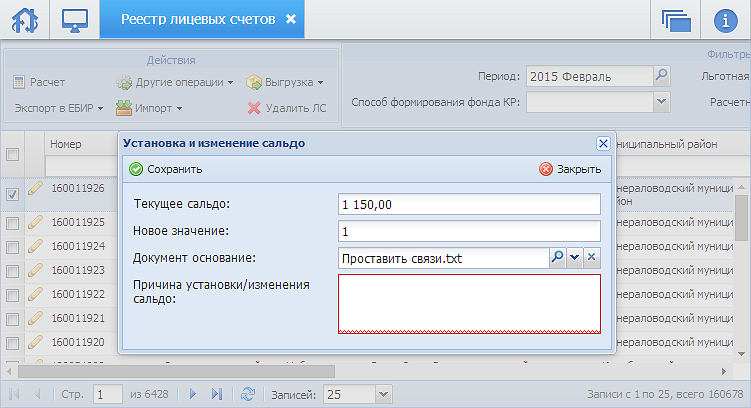 Реестр лицевых счетов
Действия
Фильтры
Расчет
Другие операции
Выгрузка
Период:
2015 Февраль
Льготная
Экспорт в ЕБИР
Импорт
Удалить ЛС
Способ формирования фонда КР:
Расчетн
Номер
ниципальный район
Установка и изменение сальдо
Сохранить
Закрыть
Текущее сальдо:
1 150,00
Новое значение:
1
Документ основание:
Проставить связи.txt
Причина установки/изменения
сальдо:
160011926
нераловодский муници
йон
160011925
нераловодский муници
160011924
нераловодский муници
160011923
нераловодский муници
160011922
нераловодский муници
160011921
нераловодский муници
160011920
нераловодский муници
Стр.
1
из 6428
Записей:
25
Записи с 1 по 25, всего 160678